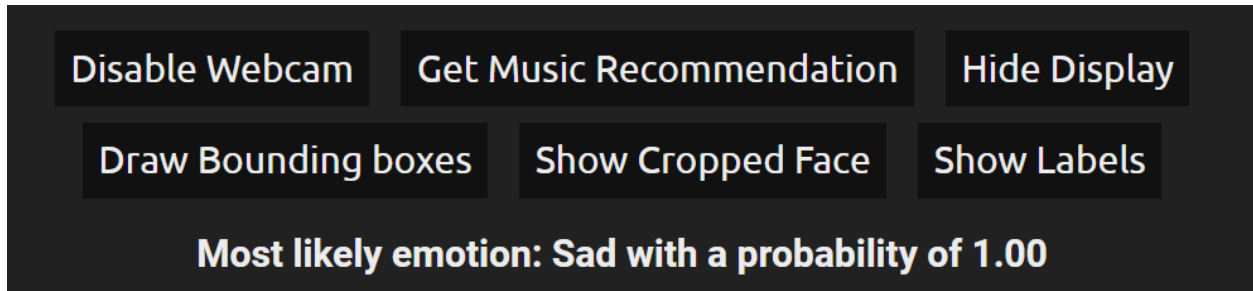 Disable Webcam Get Music Recommendation Hide Display
Draw Bounding boxes Show Cropped Face Show Labels
Most likely emotion: Sad with a probability of 1.00